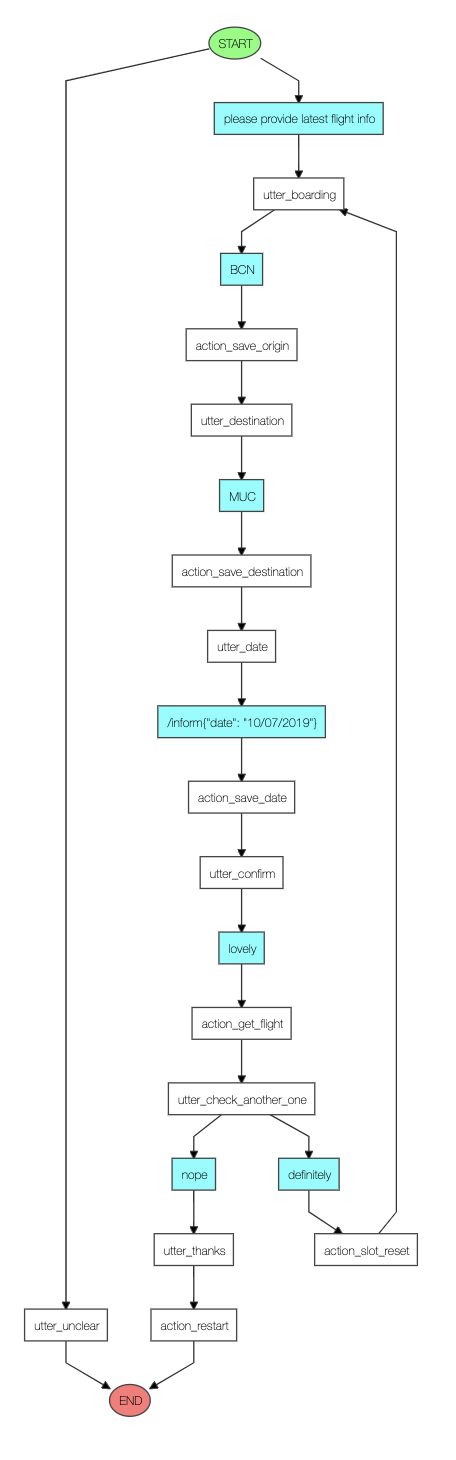 START
please provide latest flight info
utter_boarding
BCN
action_save_origin
utter_destination
MUC
action_save_destination
utter_date
/inform{"date": "10/07/2019"}
action_save_date
utter_confirm
lovely
action_get_flight
utter_check_another_one
nope
definitely
utter_thanks
action_slot_reset
utter_unclear
action_restart
END